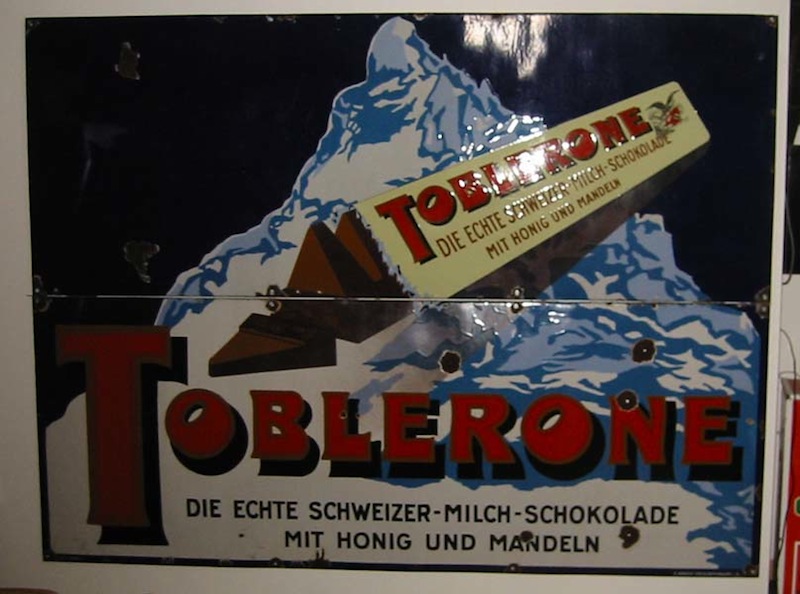 TOBLERONE
DIE ECHTE SCHWEIZER-MILCH-SCHOKOLADE
MIT HONIG UND MANDELN
TOBLERONE
DIE ECHTE SCHWEIZER-MILCH-SCHOKOLADE
MIT HONIG UND MANDELN